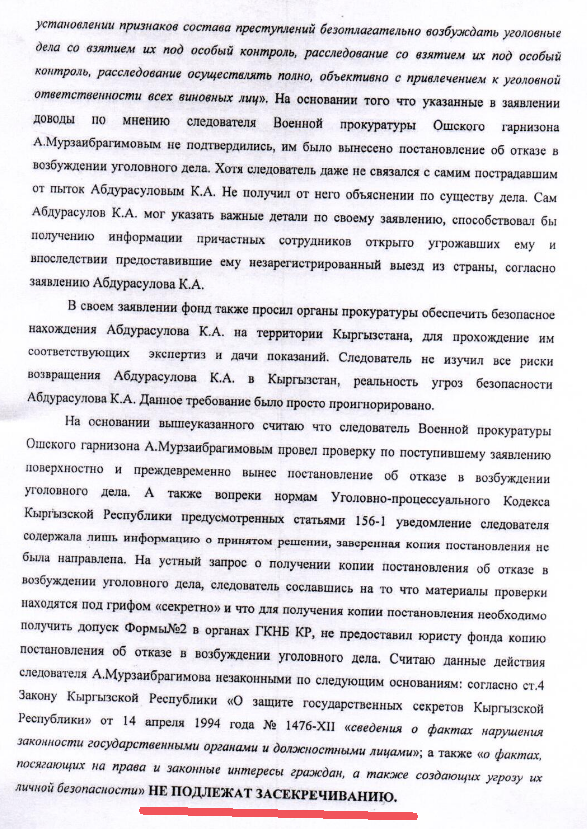 установлении признаков состава преступлений безотлагательно возбуждать уголовные
дела со взятием их под особый контроль, расследование со взятием их под особый
контроль, расследование осуществлять полно, объективно с привлечением к уголовной
ответственности всех виновных лиц». На основании того что указанные в заявлении
доводы по мнению следователя Военной прокуратуры Ошского гарнизона
А.Мурзаибрагимовым не подтвердились, им было вынесено постановление об отказе в
возбуждении уголовного дела. Хотя следователь даже не связался с самим пострадавшим
от пыток Абдурасуловым К.А. Не получил от него объяснении по существу дела. Сам
Абдурасулов К.А. мог указать важные детали по своему заявлению, способствовал бы
получению информации причастных сотрудников открыто угрожавших ему и
впоследствии предоставившие ему незарегистрированный выезд из страны, согласно
заявлению Абдурасулова К.А.
В своем заявлении фонд также просил органы прокуратуры обеспечить безопасное
нахождения Абдурасулова К.А. на территории Кыргызстана, для прохождение им
соответствующих экспертиз и дачи показаний. Следователь не изучил все риски
возвращения Абдурасулова К.А. в Кыргызстан, реальность угроз безопасности
Абдурасулова К.А. Данное требование было просто проигнорировано.
На основании вышеуказанного считаю что следователь Военной прокуратуры
Ошского гарнизона А.Мурзаибрагимовым провел проверку по поступившему заявлению
поверхностно и преждевременно вынес постановление об отказе в возбуждении
уголовного дела. А также вопреки нормам Уголовно-процессуального Кодекса
Кыргызской Республики предусмотренных статьями 156-1 уведомление следователя
содержала лишь информацию о принятом решении, заверенная копия постановления не
была направлена. На устный запрос о получении копии постановления об отказе в
возбуждении уголовного дела, следователь сославшись на то что материалы проверки
находятся под грифом «секретно» и что для получения копии постановления необходимо
получить допуск Формы№2 в органах ГКНБ КР, не предоставил юристу фонда копию
постановления об отказе в возбуждении уголовного дела. Считаю данные действия
следователя А.Мурзаибрагимова незаконными по следующим основаниям: согласно ст.4
Закону Кыргызской Республики «О защите государственных секретов Кыргызской
Республики» от 14 апреля 1994 года № 1476-XII «сведения о фактах нарушения
законности государственными органами и должностными лицами»; а также «о фактах,
посягающих на права и законные интересы граждан, а также создающих угрозу их
личной безопасности» НЕ ПОДЛЕЖАТ ЗАСЕКРЕЧИВАНИЮ.